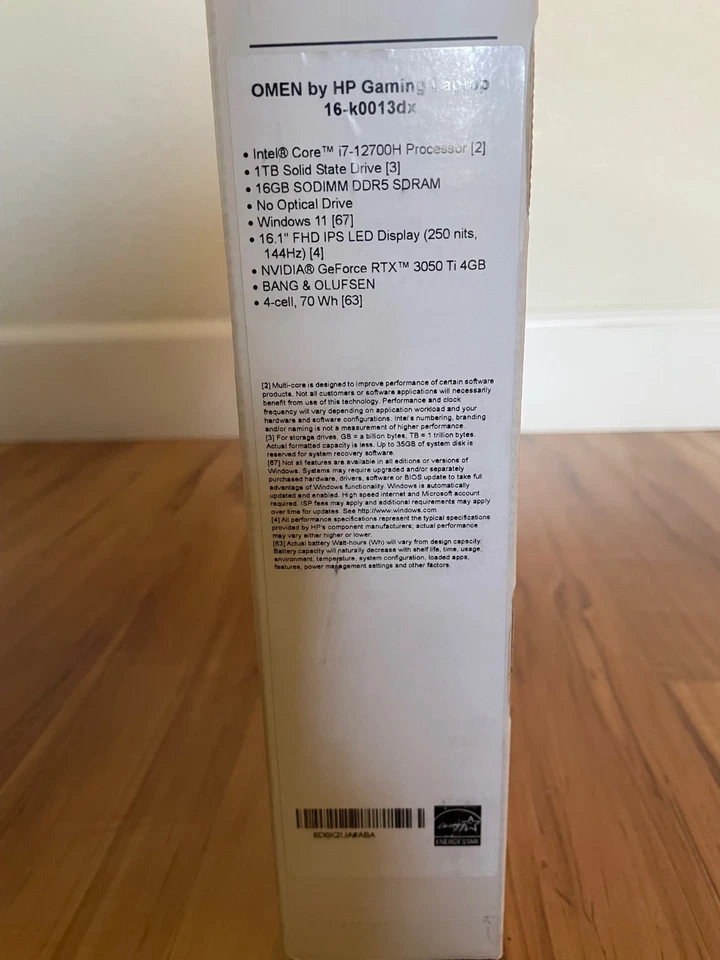 OMEN by HP Gaming Laptop
16-k0013dx
• Intel® Core™ i7-12700H Processor [2]
• 1TB Solid State Drive [3]
• 16GB SODIMM DDR5 SDRAM
• No Optical Drive
• Windows 11 [67]
• 16.1" FHD IPS LED Display (250 nits,
144Hz) [4]
• NVIDIA® GeForce RTX™ 3050 Ti 4GB
• BANG & OLUFSEN
• 4-cell, 70 Wh [63]
[2] Multi-core is designed to improve performance of certain software
products. Not all customers or software applications will necessarily
benefit from use of this technology. Performance and clock
frequency will vary depending on application workload and your
hardware and software configurations. Intel's numbering, branding
and/or naming is not a measurement of higher performance.
[3] For storage drives, GB = a billion bytes, TB = 1 trillion bytes.
Actual formatted capacity is less. Up to 35GB of system disk is
reserved for system recovery software.
[67] Not all features are available in all editions or versions of
Windows. Systems may require upgraded and/or separately
purchased hardware, drivers, software or BIOS update to take full
advantage of Windows functionality. Windows is automatically
updated and enabled. High speed internet and Microsoft account
required. ISP fees may apply and additional requirements may apply
over time for updates. See http://www.windows.com.
[4] All performance specifications represent the typical specifications
provided by HP's component manufacturers; actual performance
may vary either higher or lower.
[63] Actual battery Watt-hours (Wh) will vary from design capacity.
Battery capacity will naturally decrease with shelf life, time, usage,
environment, temperature, system configuration, loaded apps,
features, power management settings and other factors.
ENERGY STAR